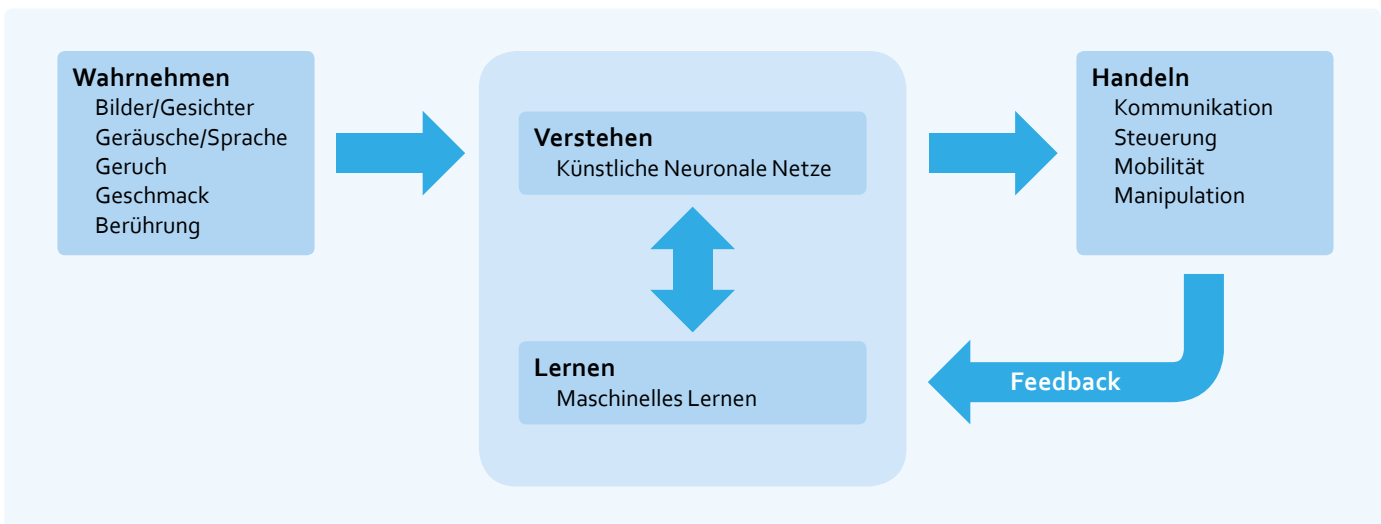 Wahrnehmen
Bilder/Gesichter
Geräusche/Sprache
Geruch
Geschmack
Berührung
Verstehen
Künstliche Neuronale Netze
Lernen
Maschinelles Lernen
Handeln
Kommunikation
Steuerung
Mobilität
Manipulation
Feedback